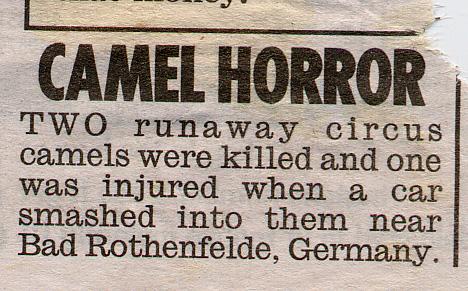 CAMEL HORROR
TWO runaway circus
camels were killed and one
was injured when a car
smashed into them near
Bad Rothenfelde, Germany.